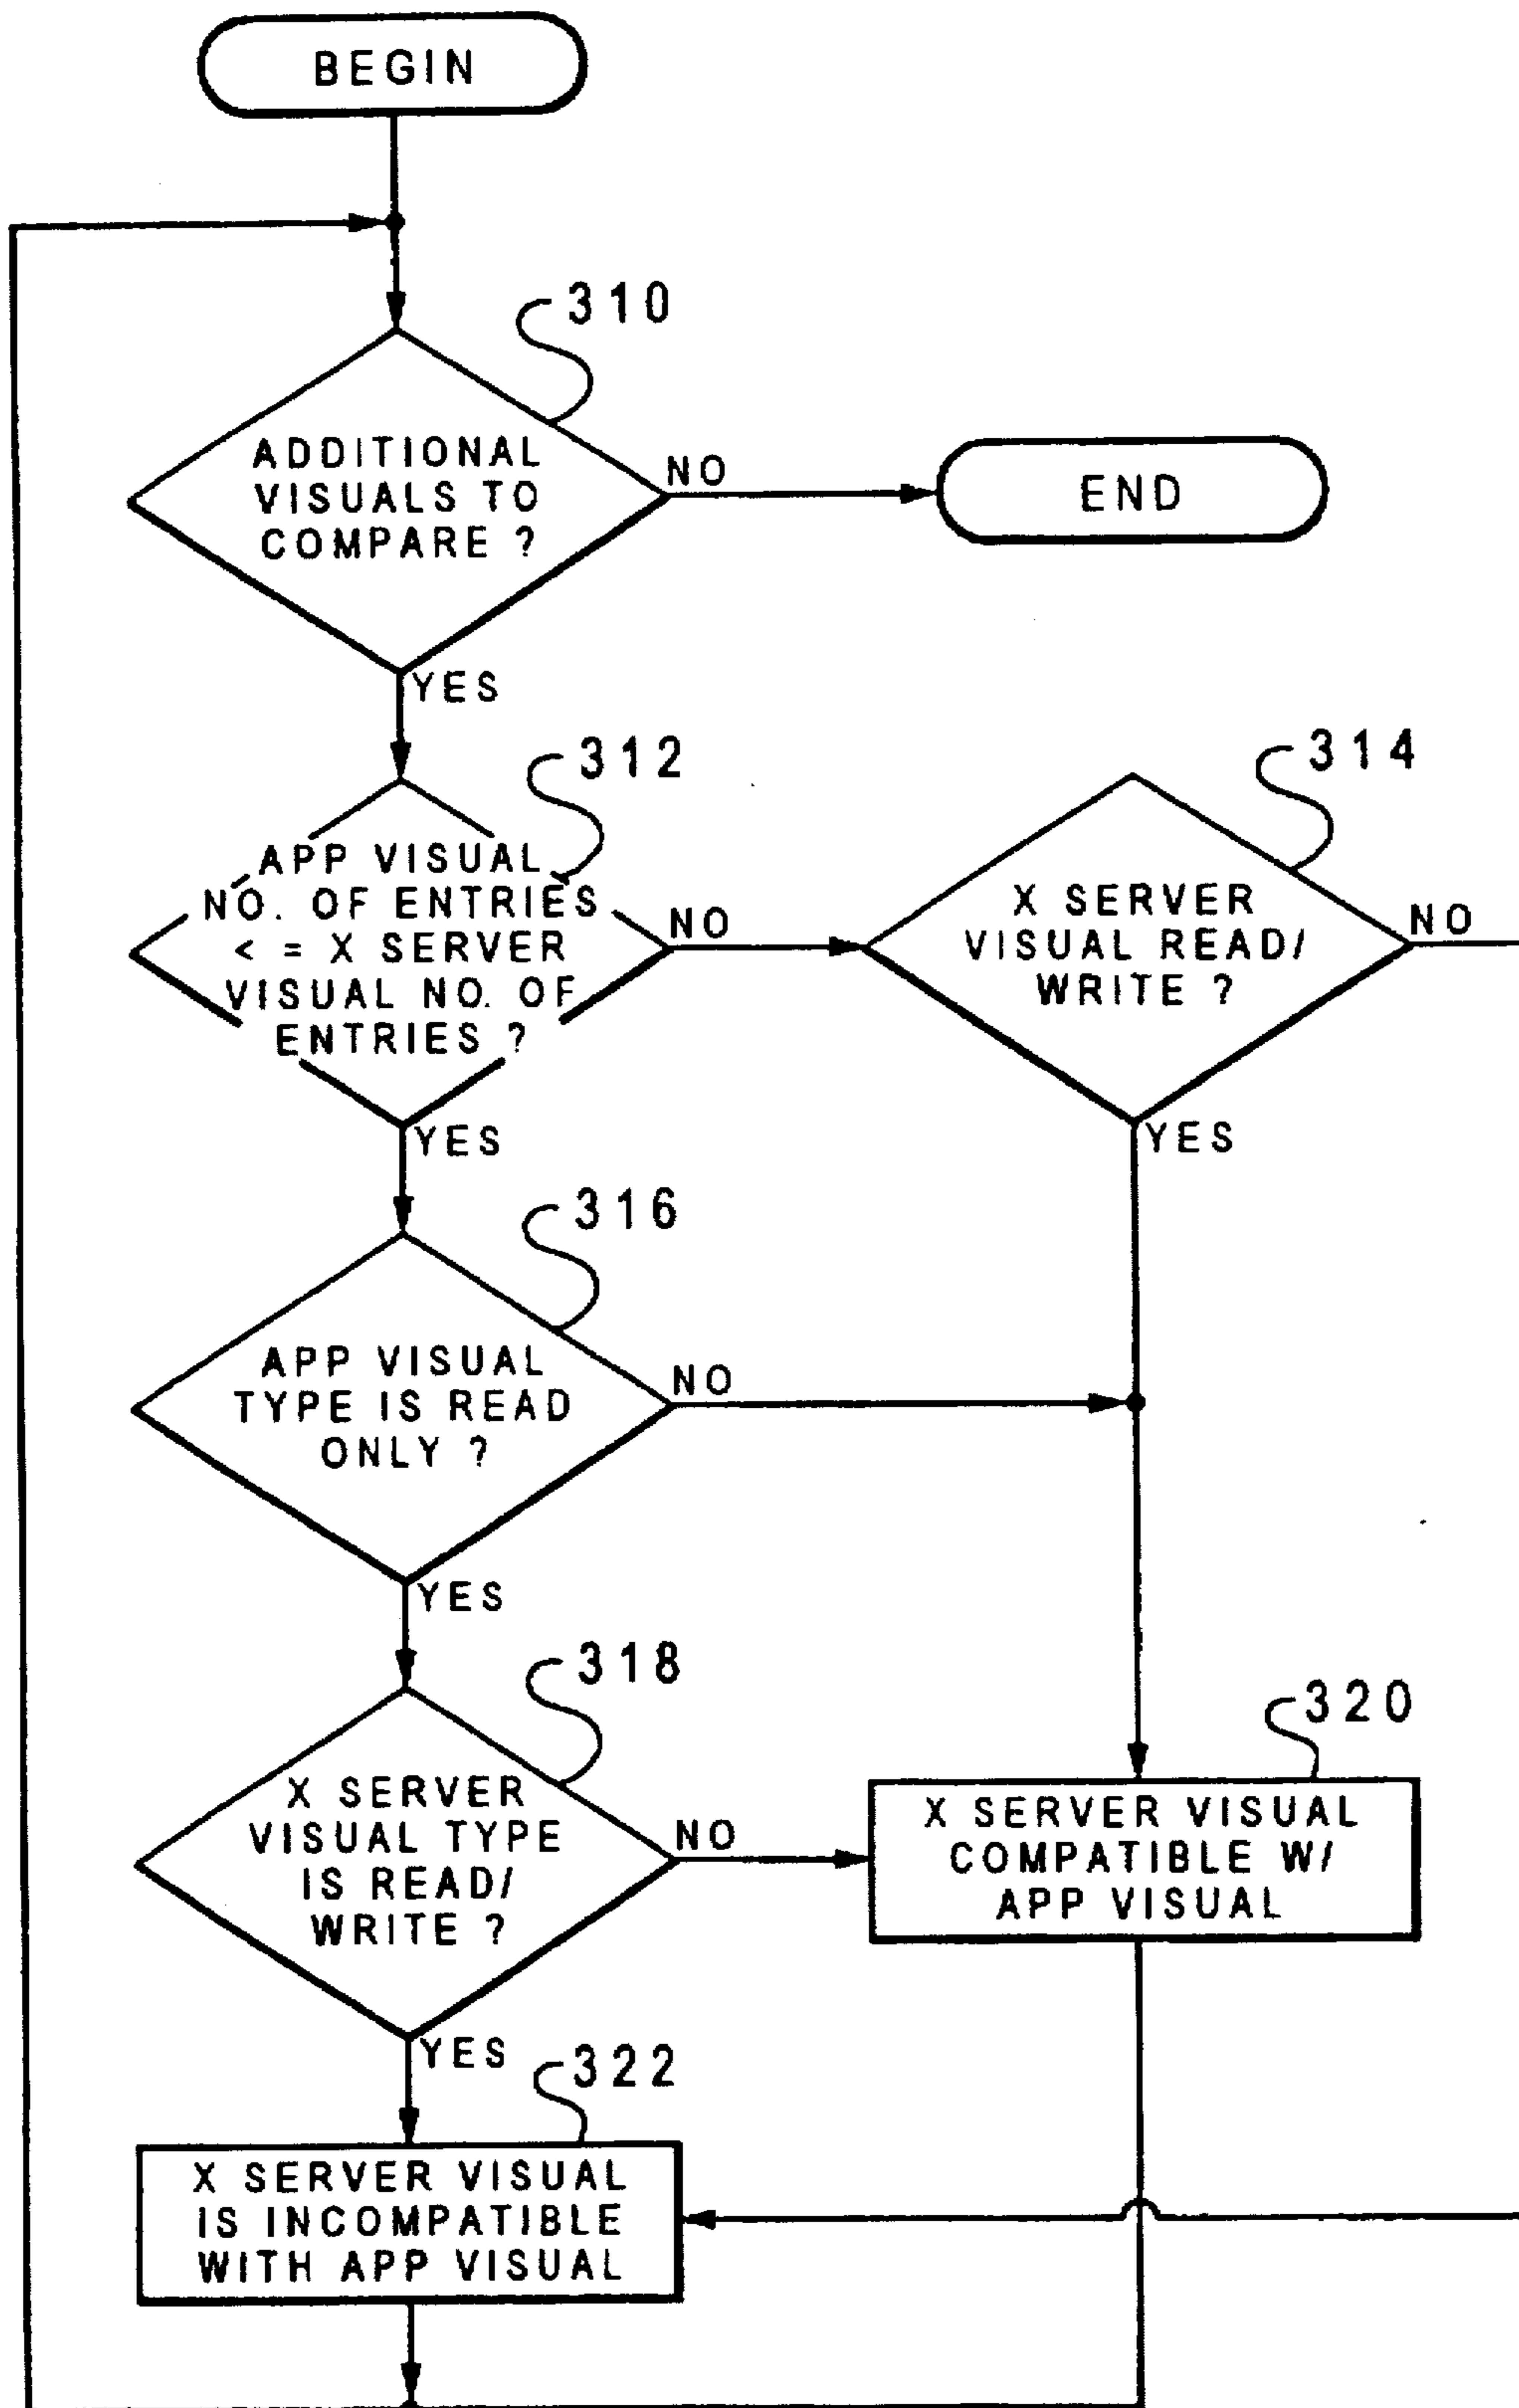 BEGIN
310
ADDITIONAL
VISUALS TO
COMPARE ?
NO
END
YES
312
APP VISUAL
NO. OF ENTRIES
< = X SERVER
VISUAL NO. OF
ENTRIES ?
NO
314
X SERVER
VISUAL READ/
WRITE ?
NO
YES
YES
316
APP VISUAL
TYPE IS READ
ONLY ?
NO
YES
318
X SERVER
VISUAL TYPE
IS READ/
WRITE ?
NO
320
X SERVER VISUAL
COMPATIBLE W/
APP VISUAL
YES
322
X SERVER VISUAL
IS INCOMPATIBLE
WITH APP VISUAL